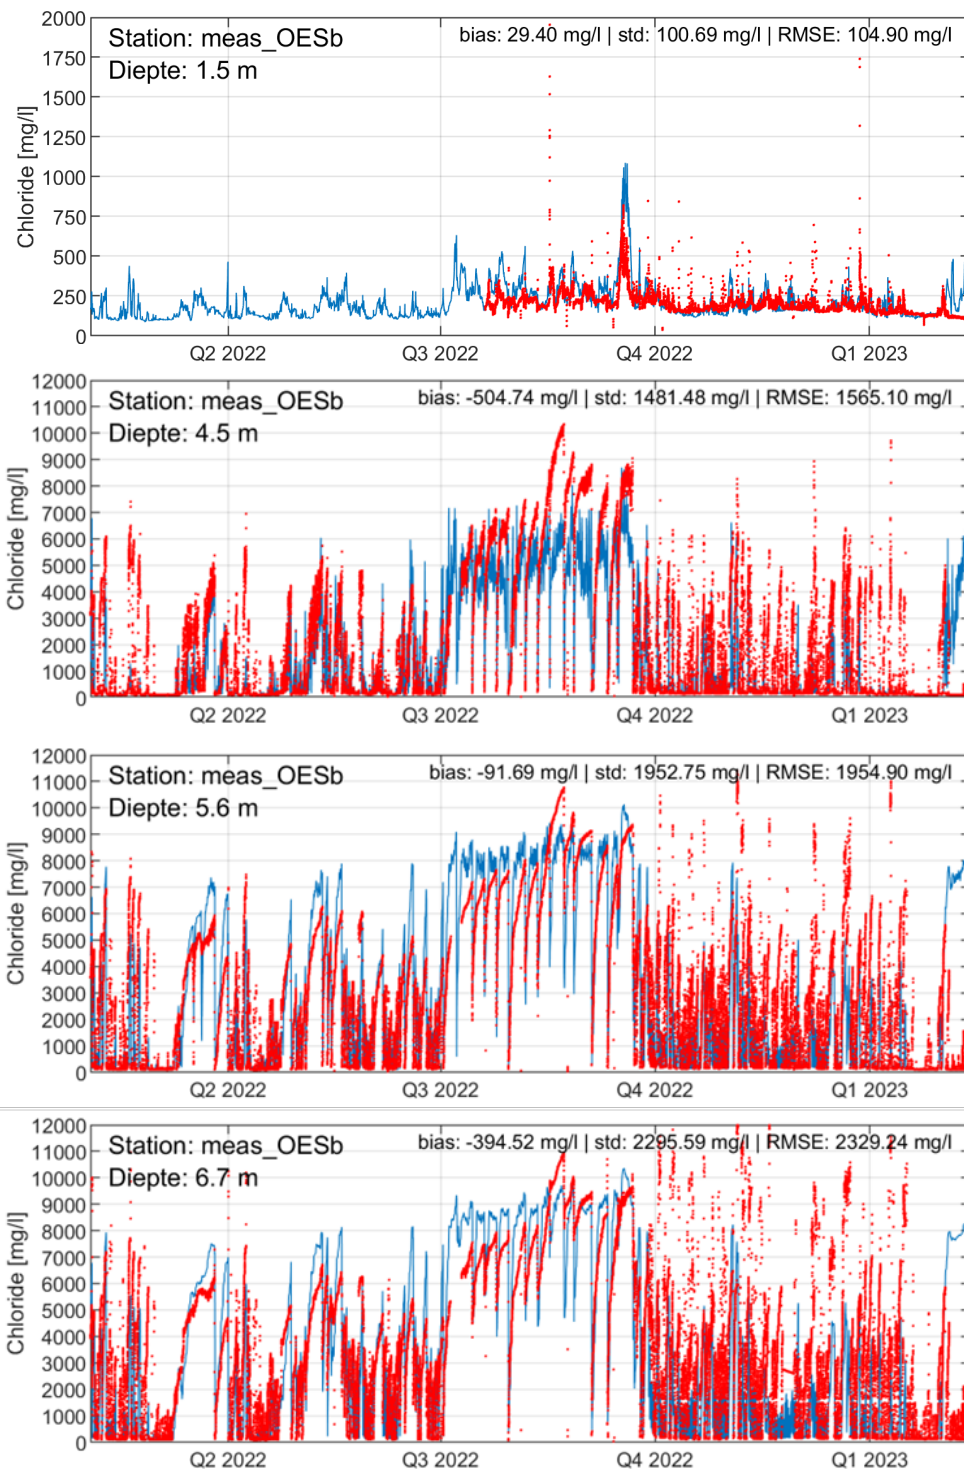 Station: meas_OESb
bias: 29.40 mg/l | std: 100.69 mg/l | RMSE: 104.90 mg/l
Diepte: 1.5 m
Chloride [mg/l]
2000
1750
1500
1250
1000
750
500
250
0
Q2 2022
Q3 2022
Q4 2022
Q1 2023
Station: meas_OESb
bias: -504.74 mg/l | std: 1481.48 mg/l | RMSE: 1565.10 mg/l
Diepte: 4.5 m
Chloride [mg/l]
12000
11000
10000
9000
8000
7000
6000
5000
4000
3000
2000
1000
0
Q2 2022
Q3 2022
Q4 2022
Q1 2023
Station: meas_OESb
bias: -91.69 mg/l | std: 1952.75 mg/l | RMSE: 1954.90 mg/l
Diepte: 5.6 m
Chloride [mg/l]
12000
11000
10000
9000
8000
7000
6000
5000
4000
3000
2000
1000
0
Q2 2022
Q3 2022
Q4 2022
Q1 2023
Station: meas_OESb
bias: -394.52 mg/l | std: 2295.59 mg/l | RMSE: 2329.24 mg/l
Diepte: 6.7 m
Chloride [mg/l]
12000
11000
10000
9000
8000
7000
6000
5000
4000
3000
2000
1000
0
Q2 2022
Q3 2022
Q4 2022
Q1 2023